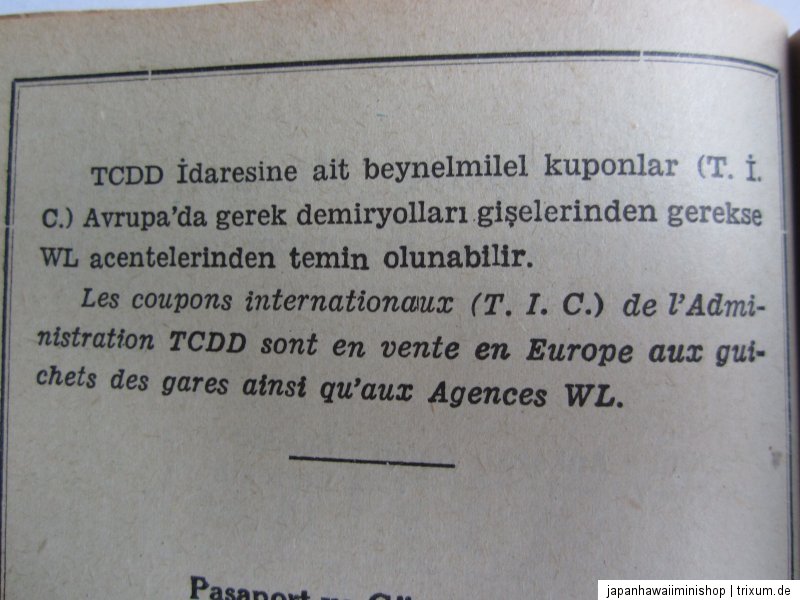 TCDD İdaresine ait beynelmilel kuponlar (T. İ.
C.) Avrupa'da gerek demiryolları gişelerinden gerekse
WL acentelerinden temin olunabilir.
Les coupons internationaux (T. I. C.) de l'Admi-
nistration TCDD sont en vente en Europe aux gui-
chets des gares ainsi qu'aux Agences WL.
Pasaport
japanhawaiiminishop | trixum.de